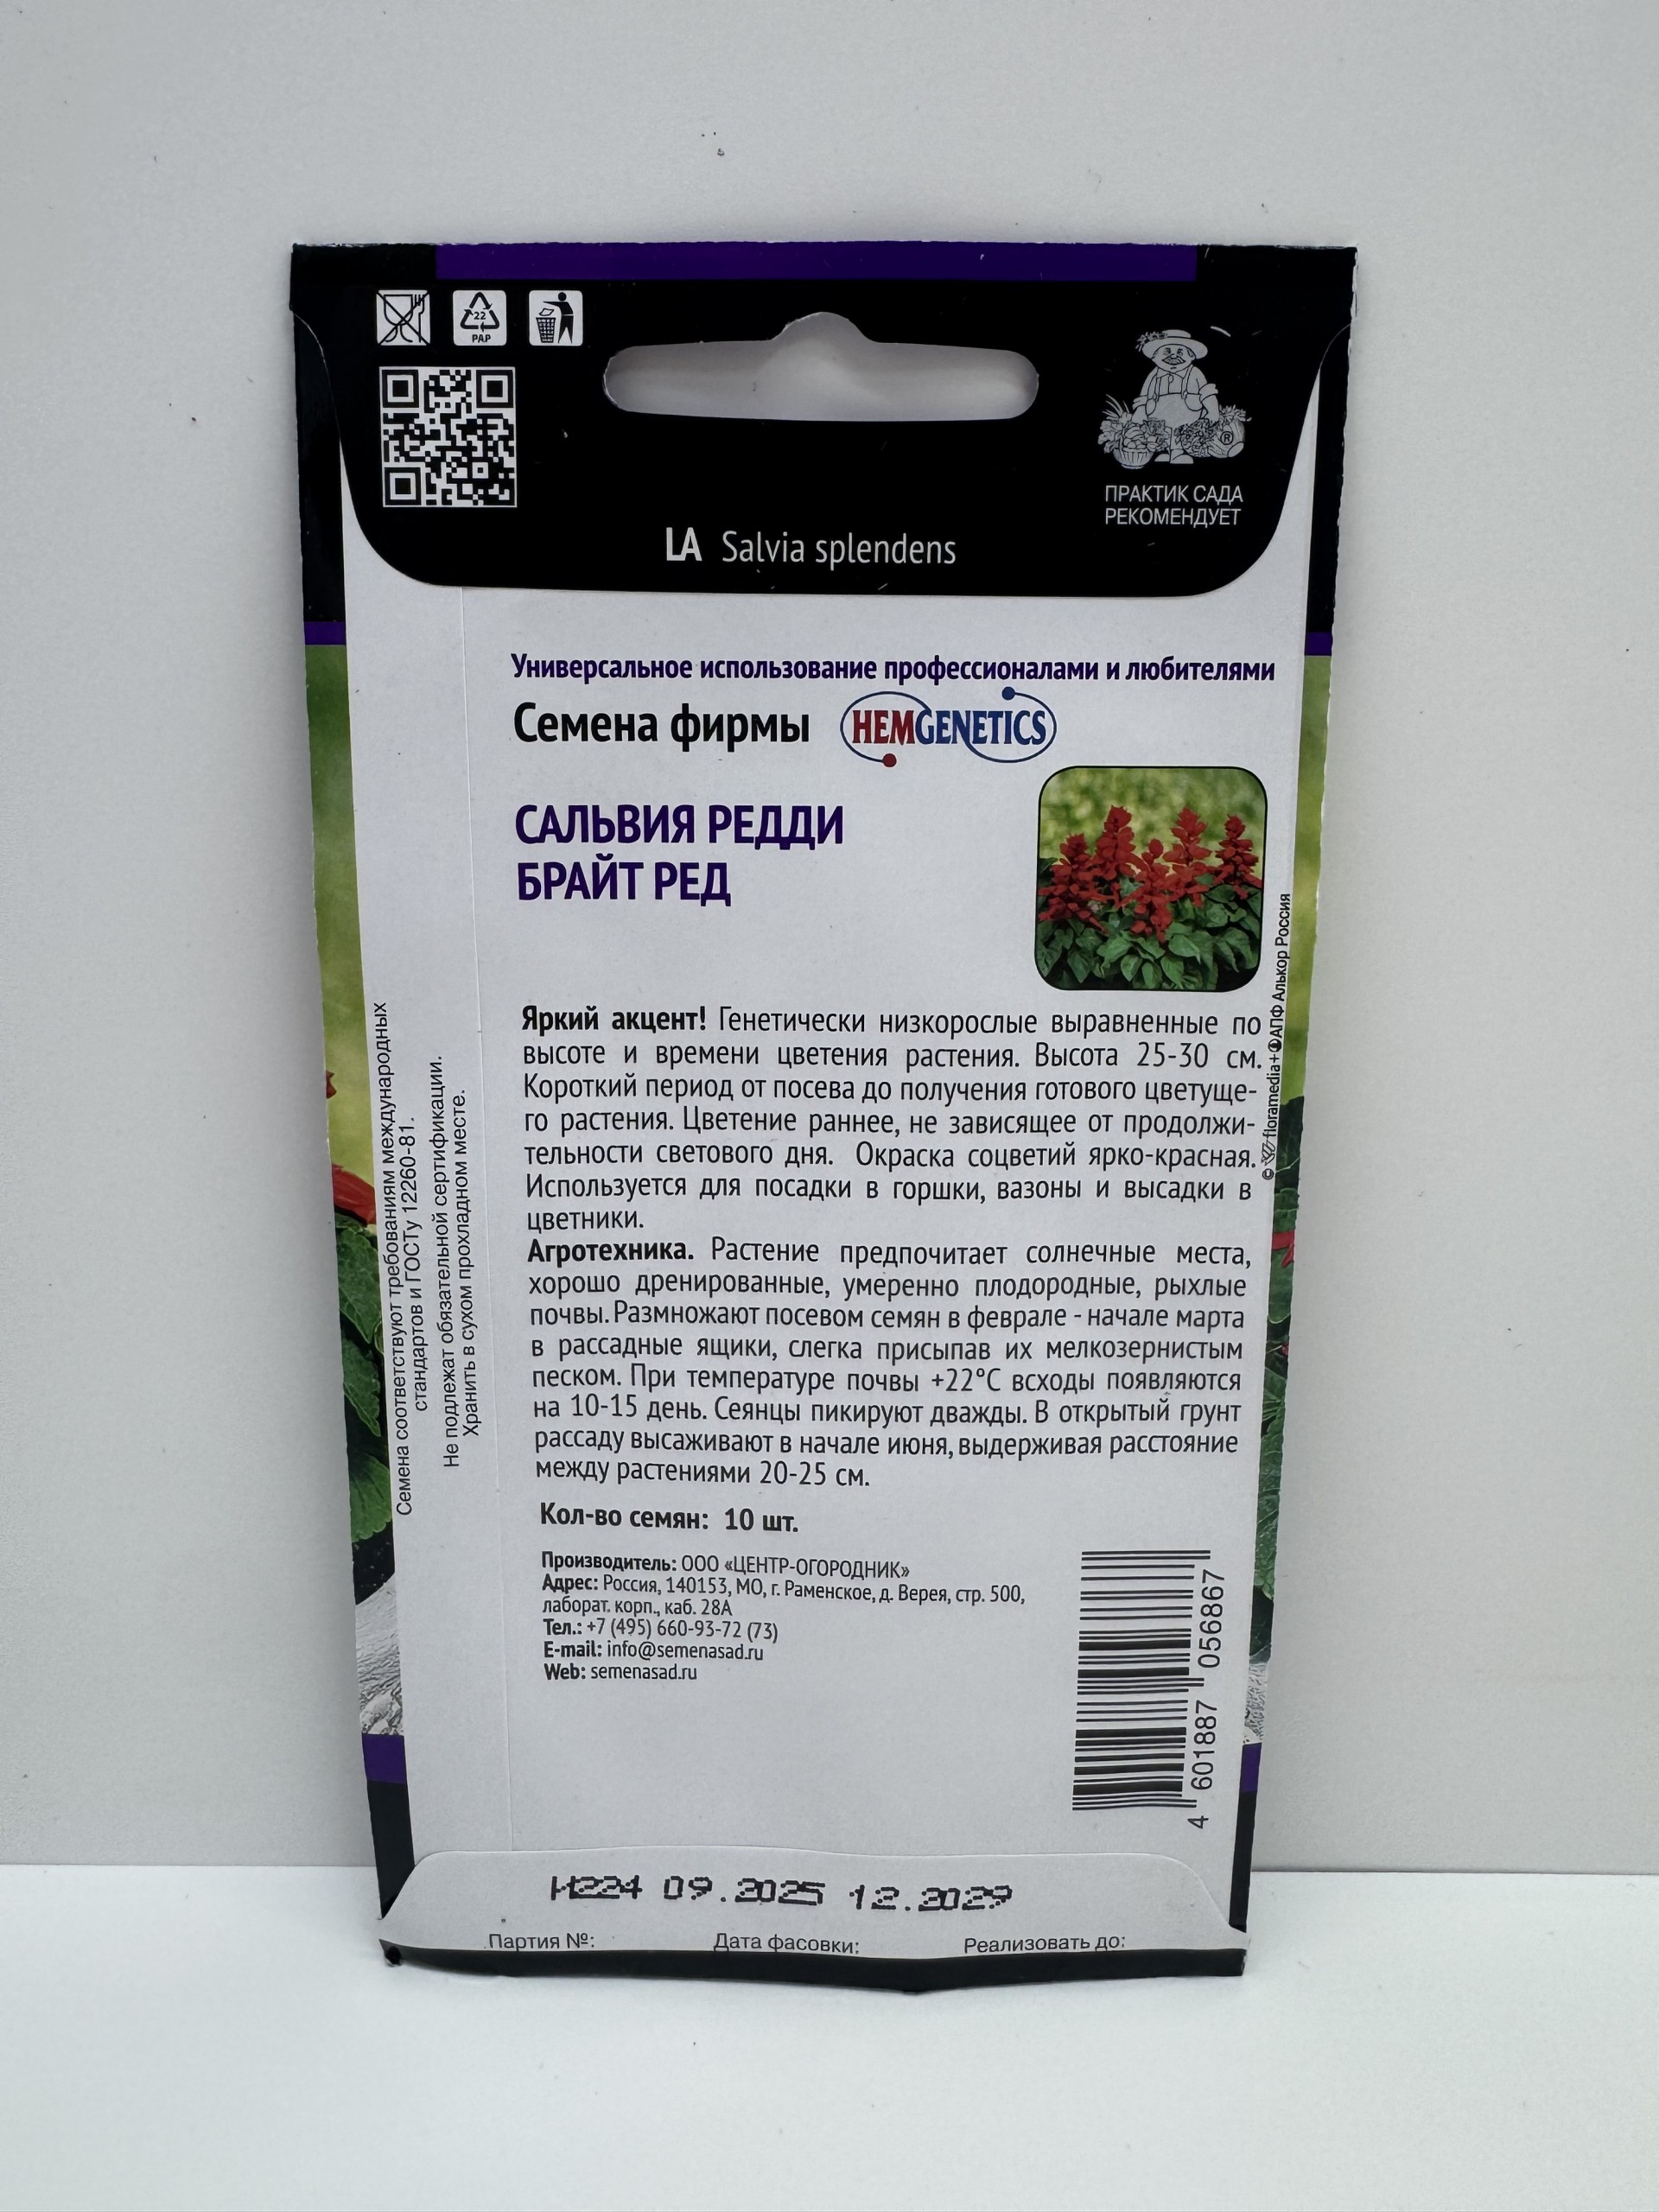 22
PAP
ПРАКТИК САДА
РЕКОМЕНДУЕТ
LA Salvia splendens
Универсальное использование профессионалами и любителями
Семена фирмы HEMGENETICS
САЛЬВИЯ РЕДДИ
БРАЙТ РЕД
Яркий акцент! Генетически низкорослые выравненные по
высоте и времени цветения растения. Высота 25-30 см.
Короткий период от посева до получения готового цветуще-
го растения. Цветение раннее, не зависящее от продолжи-
тельности светового дня. Окраска соцветий ярко-красная.
Используется для посадки в горшки, вазоны и высадки в
цветники.
Агротехника. Растение предпочитает солнечные места,
хорошо дренированные, умеренно плодородные, рыхлые
почвы. Размножают посевом семян в феврале - начале марта
в рассадные ящики, слегка присыпав их мелкозернистым
песком. При температуре почвы +22°С всходы появляются
на 10-15 день. Сеянцы пикируют дважды. В открытый грунт
рассаду высаживают в начале июня, выдерживая расстояние
между растениями 20-25 см.
Кол-во семян: 10 шт.
Производитель: ООО «ЦЕНТР-ОГОРОДНИК»
Адрес: Россия, 140153, МО, г. Раменское, д. Верея, стр. 500,
лаборат. корп., каб. 28А
Тел.: +7 (495) 660-93-72 (73)
E-mail: info@semenasad.ru
Web: semenasad.ru
4 601887 056867
Семена соответствуют требованиям международных
стандартов и ГОСТу 12260-81.
Не подлежат обязательной сертификации.
Хранить в сухом прохладном месте.
© floramedia+ АПФ Алькор Россия
И224 09.2025 12.2029
Партия №: Дата фасовки: Реализовать до: